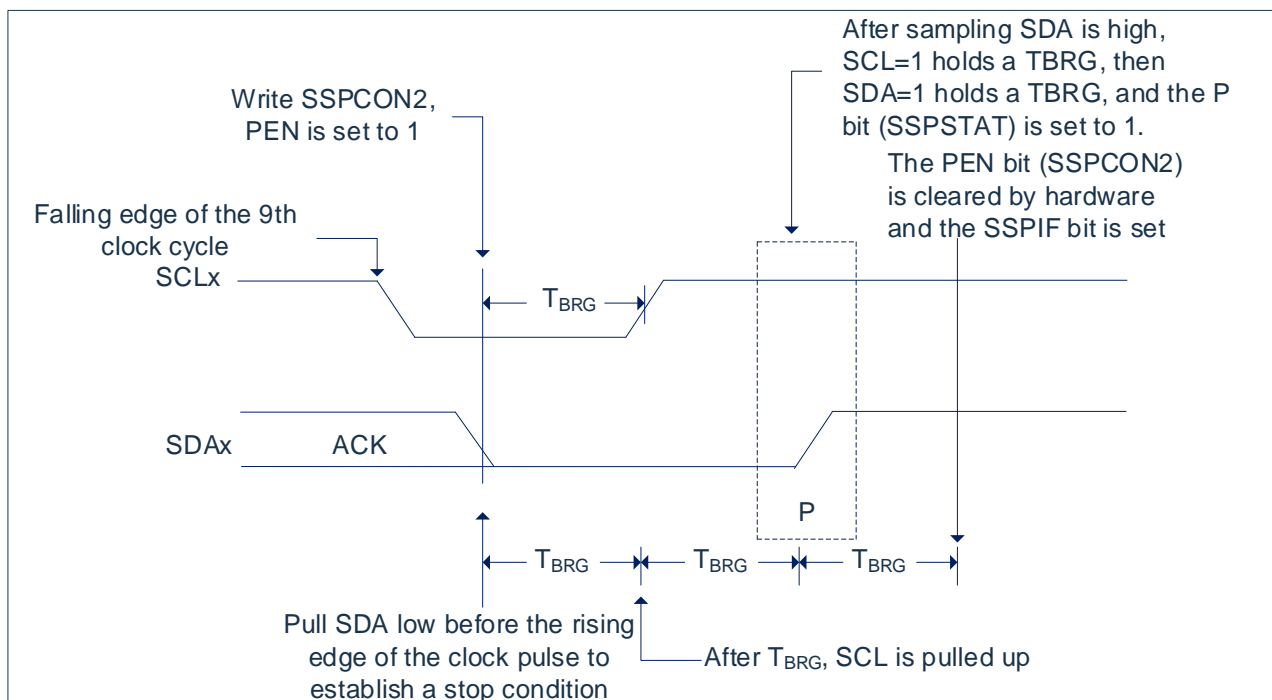 After sampling SDA is high,
SCL=1 holds a TBRG, then
SDA=1 holds a TBRG, and the P
bit (SSPSTAT) is set to 1.
Write SSPCON2,
PEN is set to 1
The PEN bit (SSPCON2)
is cleared by hardware
and the SSPIF bit is set
Falling edge of the 9th
clock cycle
SCLx
TBRG
SDAx
ACK
P
TBRG
TBRG
TBRG
Pull SDA low before the rising
edge of the clock pulse to
establish a stop condition
After TBRG, SCL is pulled up